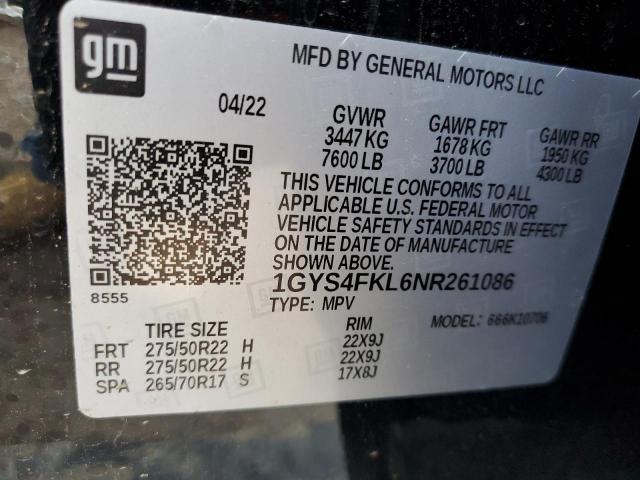 gm
MFD BY GENERAL MOTORS LLC
04/22
GVWR
3447 KG
7600 LB
GAWR FRT
1678 KG
3700 LB
GAWR RR
1950 KG
4300 LB
THIS VEHICLE CONFORMS TO ALL
APPLICABLE U.S. FEDERAL MOTOR
VEHICLE SAFETY STANDARDS IN EFFECT
ON THE DATE OF MANUFACTURE
SHOWN ABOVE.
8555
1GYS4FKL6NR261086
TYPE: MPV
MODEL: 666K10706
TIRE SIZE RIM
FRT 275/50R22 H 22X9J
RR 275/50R22 H 22X9J
SPA 265/70R17 S 17X8J